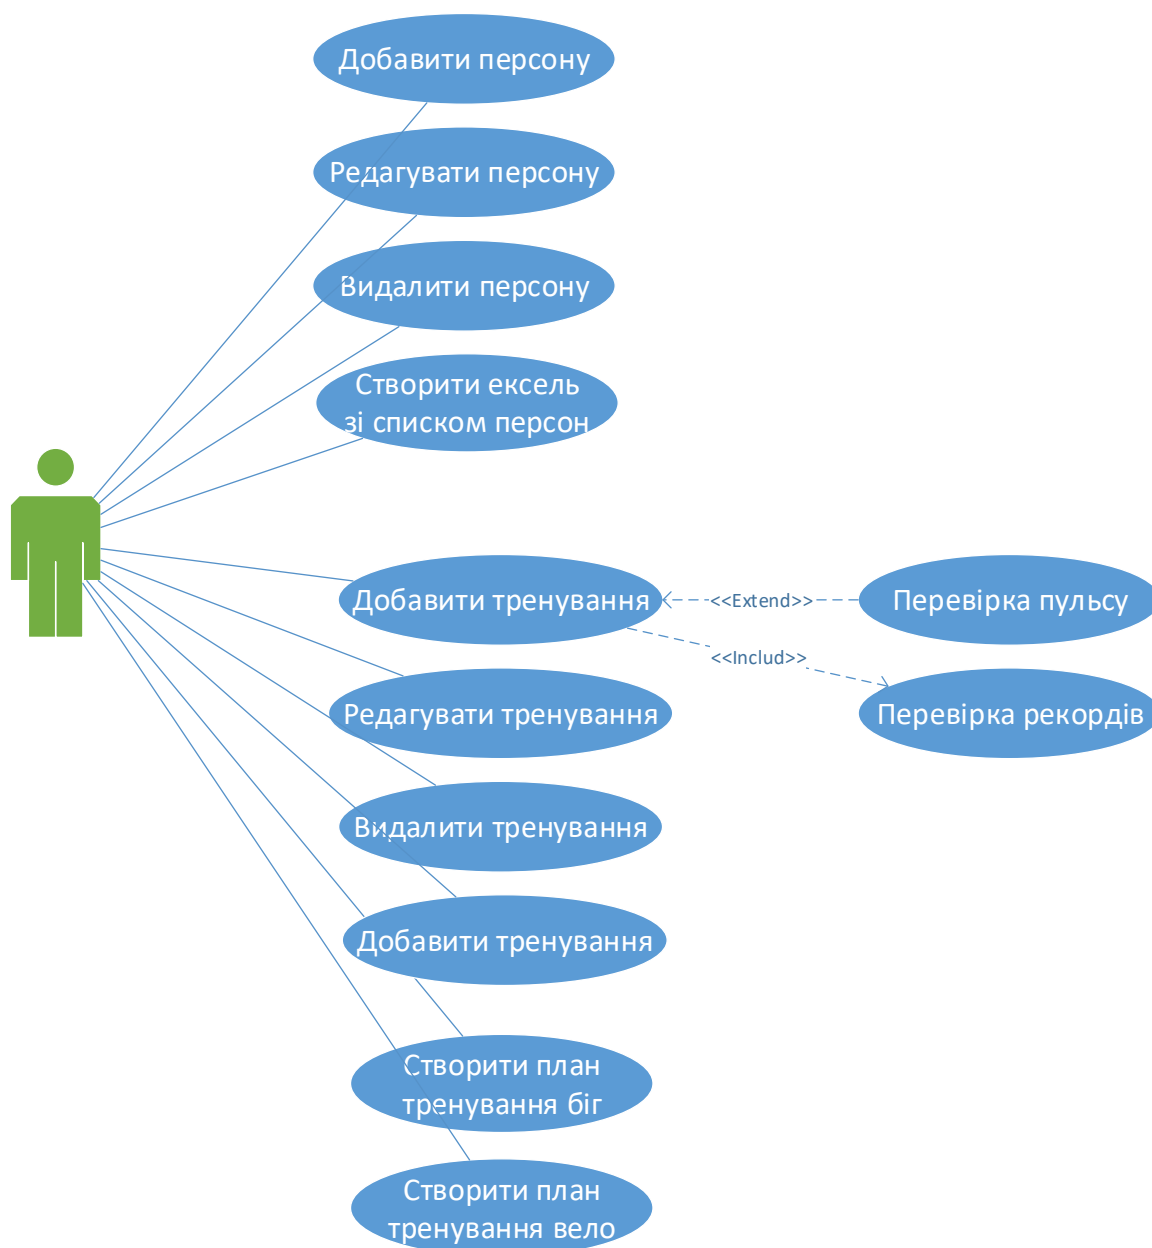 Добавити персону
Редагувати персону
Видалити персону
Створити ексель
зі списком персон
Добавити тренування
<<Extend>>
Перевірка пульсу
<<Includ>>
Редагувати тренування
Перевірка рекордів
Видалити тренування
Добавити тренування
Створити план
тренування біг
Створити план
тренування вело